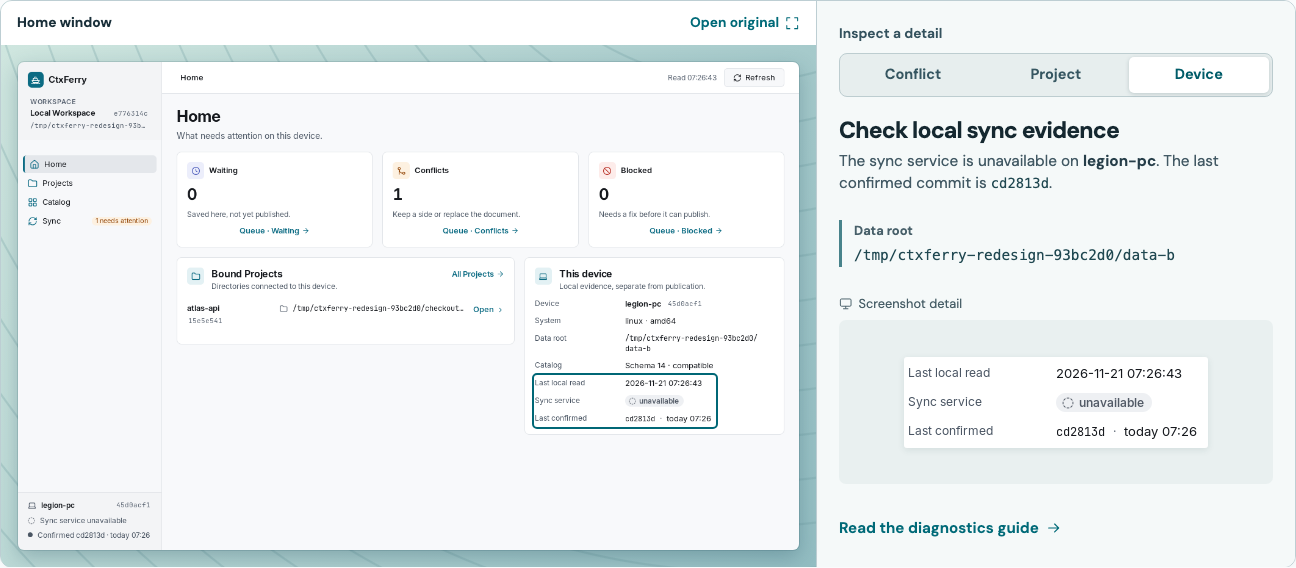 Home window
Open original
CtxFerry
WORKSPACE
Local Workspace e776314c
/tmp/ctxferry-redesign-93b…
Home
Projects
Catalog
Sync 1 needs attention
legion-pc 45d0acf1
Sync service unavailable
Confirmed cd2813d · today 07:26
Home
Read 07:26:43
Refresh
Home
What needs attention on this device.
Waiting
0
Saved here, not yet published.
Queue · Waiting →
Conflicts
1
Keep a side or replace the document.
Queue · Conflicts →
Blocked
0
Needs a fix before it can publish.
Queue · Blocked →
Bound Projects
All Projects
Directories connected to this device.
atlas-api
/tmp/ctxferry-redesign-93bc2d0/checkout…
Open
15e5e541
This device
Local evidence, separate from publication.
Device legion-pc 45d0acf1
System linux · amd64
Data root /tmp/ctxferry-redesign-93bc2d0/
data-b
Catalog Schema 14 · compatible
Last local read 2026-11-21 07:26:43
Sync service unavailable
Last confirmed cd2813d · today 07:26
Inspect a detail
Conflict
Project
Device
Check local sync evidence
The sync service is unavailable on legion-pc. The last
confirmed commit is cd2813d.
Data root
/tmp/ctxferry-redesign-93bc2d0/data-b
Screenshot detail
Last local read 2026-11-21 07:26:43
Sync service unavailable
Last confirmed cd2813d · today 07:26
Read the diagnostics guide →